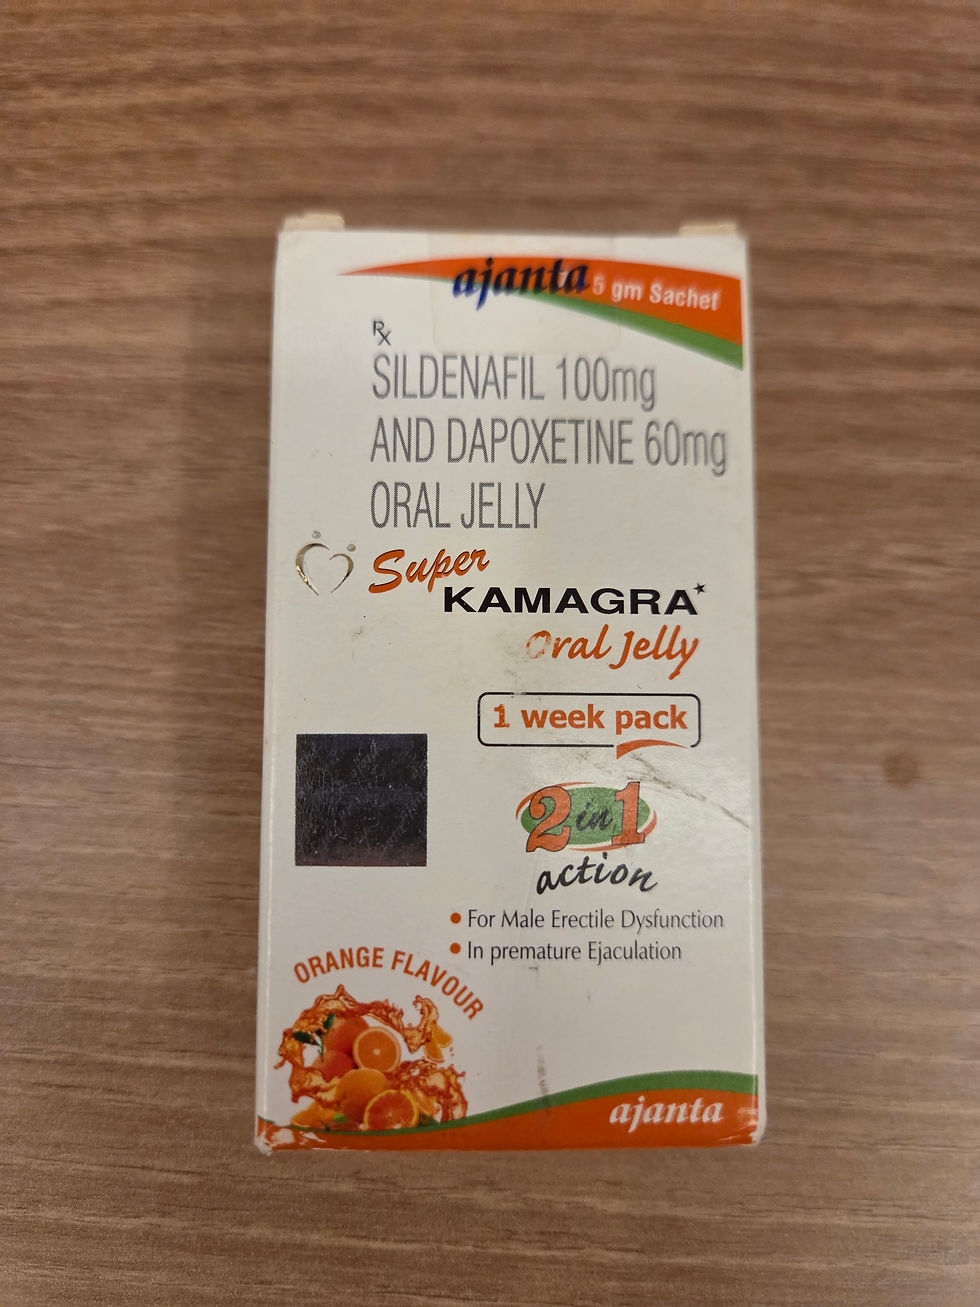 ajanta 5 gm Sachet
Rx
SILDENAFIL 100mg
AND DAPOXETINE 60mg
ORAL JELLY
Super
KAMAGRA*
Oral Jelly
1 week pack
2 in 1
action
• For Male Erectile Dysfunction
• In premature Ejaculation
ORANGE FLAVOUR
ajanta